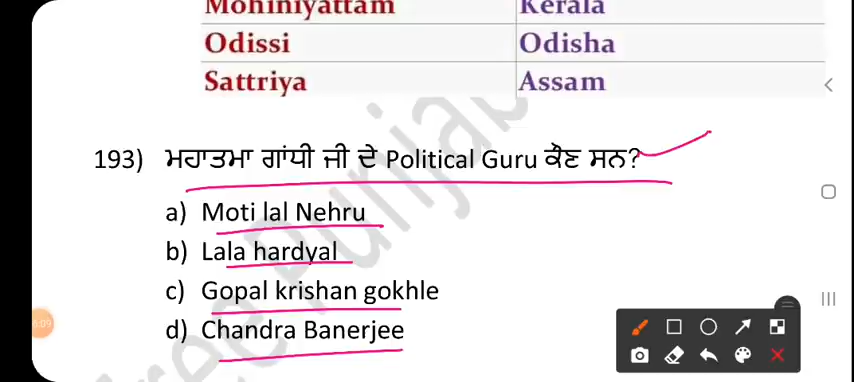 Mohiniyattam Kerala
Odissi Odisha
Sattriya Assam
193) ਮਹਾਤਮਾ ਗਾਂਧੀ ਜੀ ਦੇ Political Guru ਕੌਣ ਸਨ?
a) Moti lal Nehru
b) Lala hardyal
c) Gopal krishan gokhle
d) Chandra Banerjee